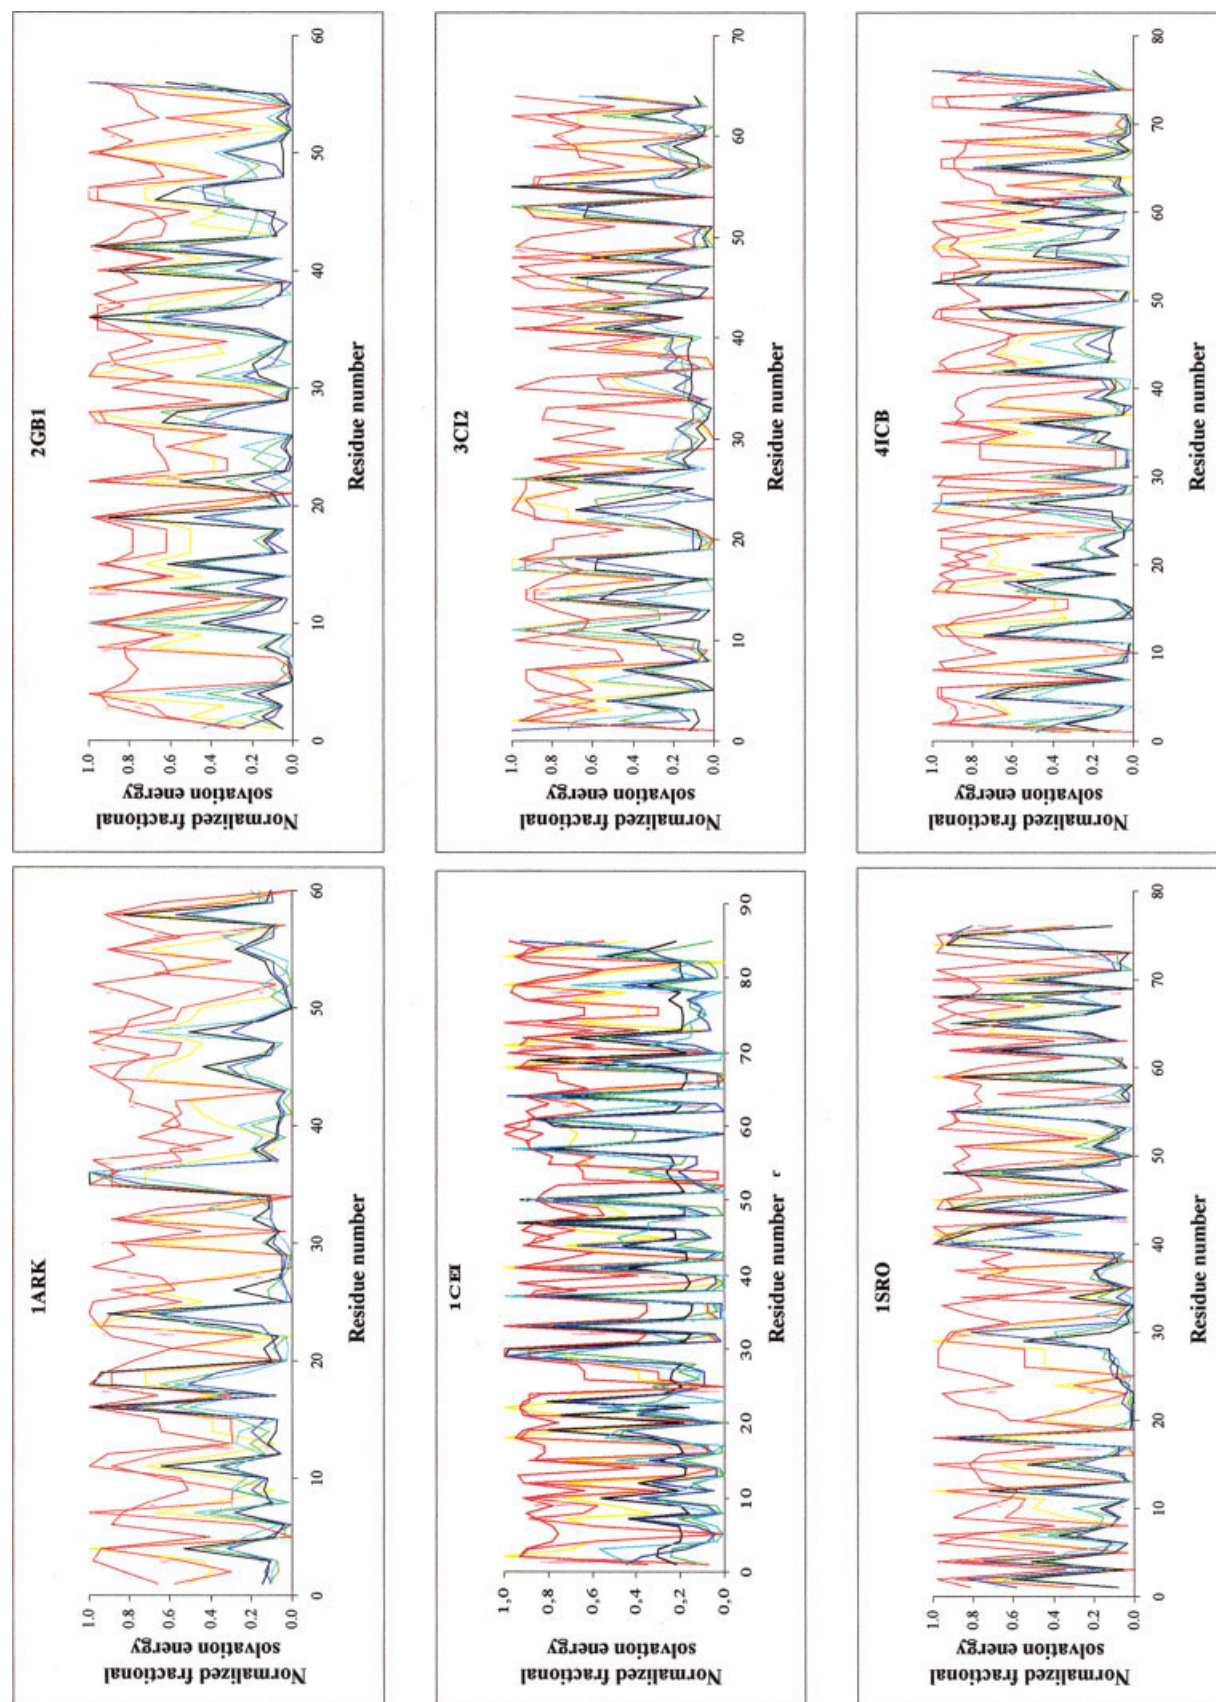 1ARK
Normalized fractional
solvation energy
1.0
0.8
0.6
0.4
0.2
0.0
0 10 20 30 40 50 60
Residue number
2GB1
Normalized fractional
solvation energy
1.0
0.8
0.6
0.4
0.2
0.0
0 10 20 30 40 50 60
Residue number
1CEI
Normalized fractional
solvation energy
1,0
0,8
0,6
0,4
0,2
0,0
0 10 20 30 40 50 60 70 80 90
Residue number
3CI2
Normalized fractional
solvation energy
1.0
0.8
0.6
0.4
0.2
0.0
0 10 20 30 40 50 60 70
Residue number
1SRO
Normalized fractional
solvation energy
1.0
0.8
0.6
0.4
0.2
0.0
0 10 20 30 40 50 60 70 80
Residue number
4ICB
Normalized fractional
solvation energy
1.0
0.8
0.6
0.4
0.2
0.0
0 10 20 30 40 50 60 70 80
Residue number